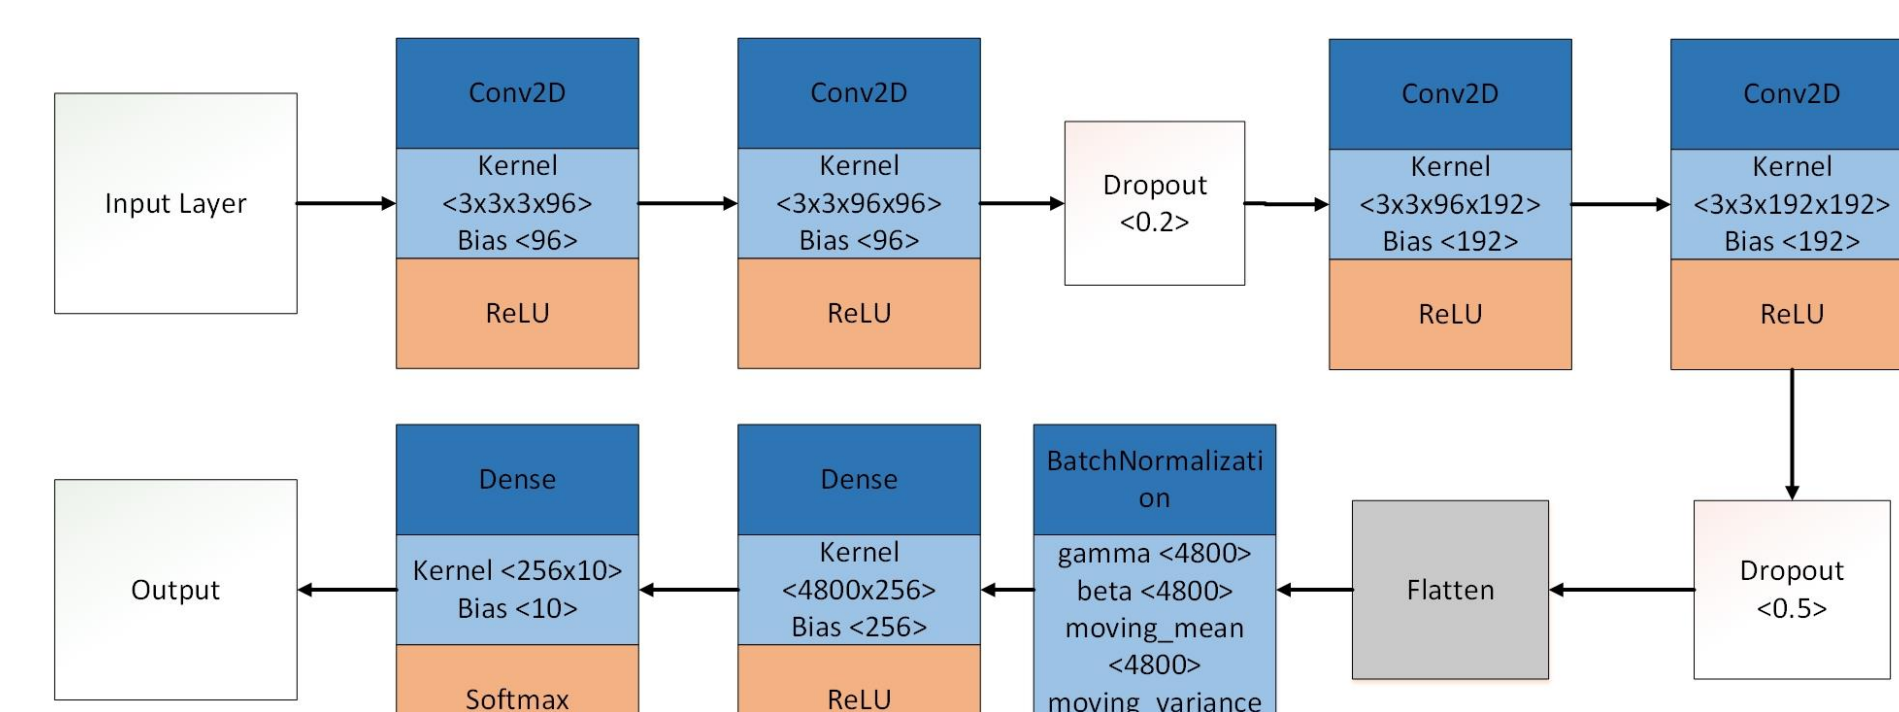 Input Layer
Conv2D
Kernel
<3x3x3x96>
Bias <96>
ReLU
Conv2D
Kernel
<3x3x96x96>
Bias <96>
ReLU
Dropout
<0.2>
Conv2D
Kernel
<3x3x96x192>
Bias <192>
ReLU
Conv2D
Kernel
<3x3x192x192>
Bias <192>
ReLU
Dropout
<0.5>
Flatten
BatchNormalizati
on
gamma <4800>
beta <4800>
moving_mean
<4800>
moving_variance
Dense
Kernel
<4800x256>
Bias <256>
ReLU
Dense
Kernel <256x10>
Bias <10>
Softmax
Output